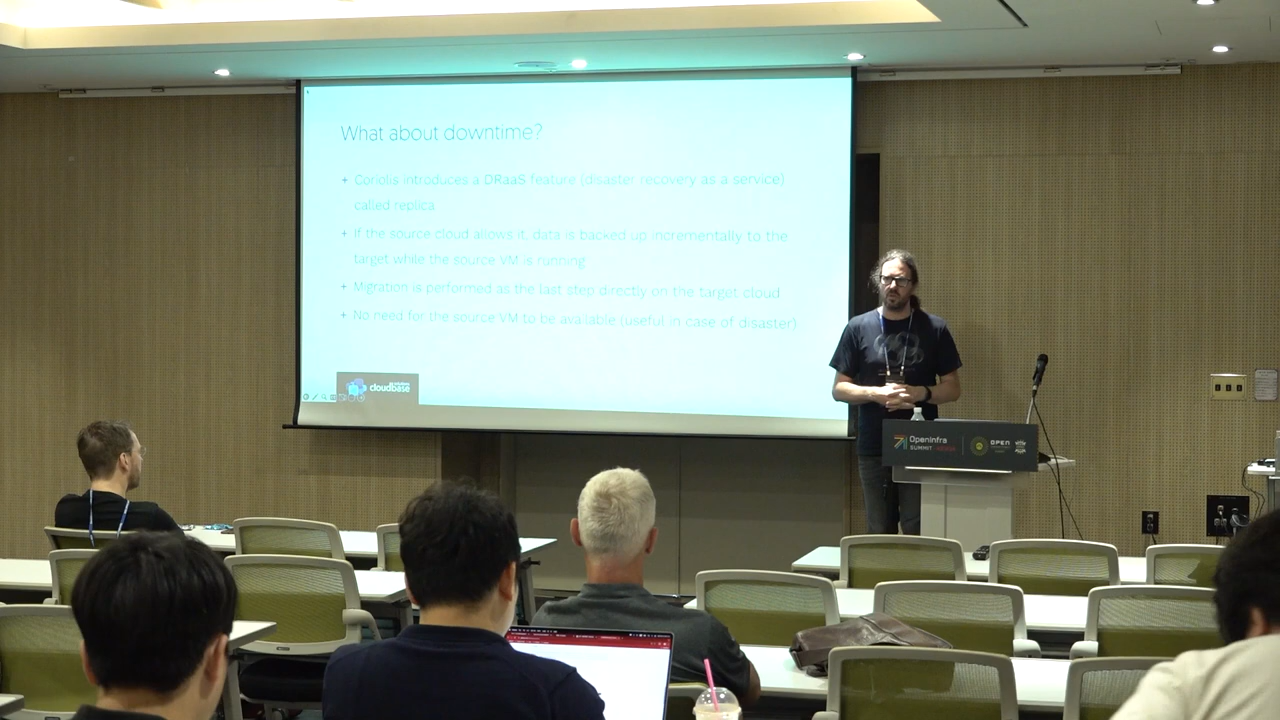 What about downtime?
+ Coriolis introduces a DRaaS feature (disaster recovery as a service)
called replica
+ If the source cloud allows it, data is backed up incrementally to the
target while the source VM is running
+ Migration is performed as the last step directly on the target cloud
+ No need for the source VM to be available (useful in case of disaster)
cloudbase
solutions
OpenInfra
SUMMIT
OPEN